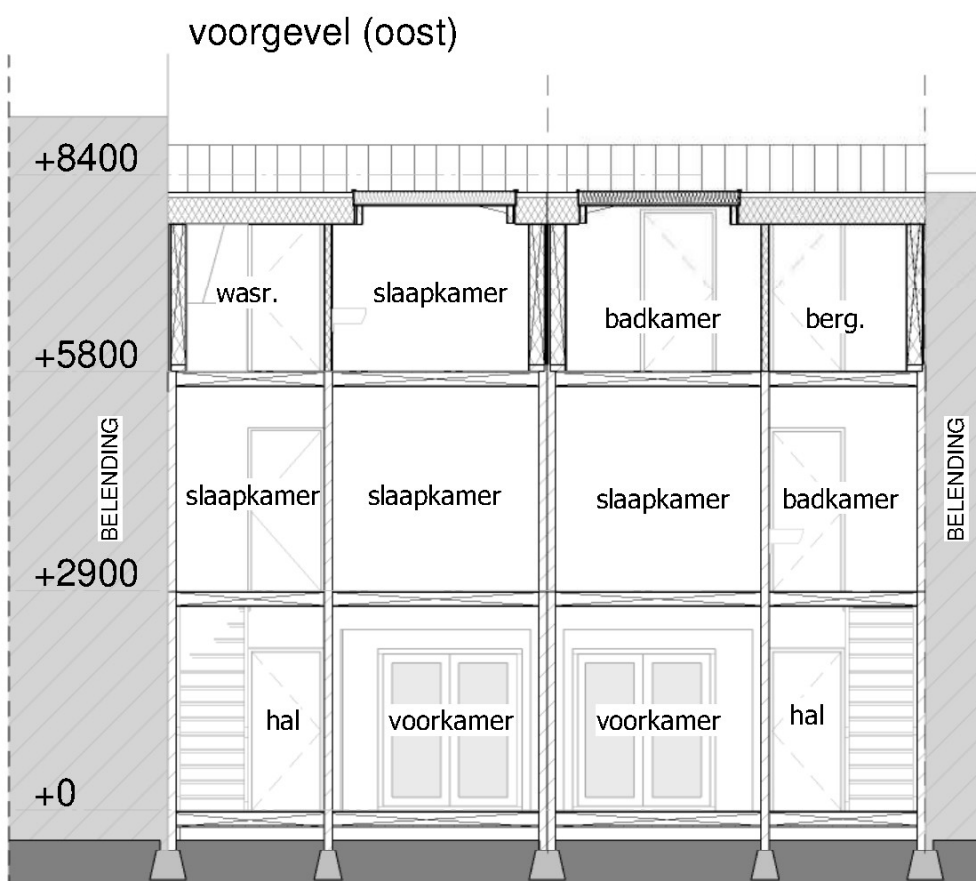 voorgevel (oost)
+8400
wasr.
slaapkamer
badkamer
berg.
+5800
BELENDING
slaapkamer
slaapkamer
slaapkamer
badkamer
BELENDING
+2900
hal
voorkamer
voorkamer
hal
+0